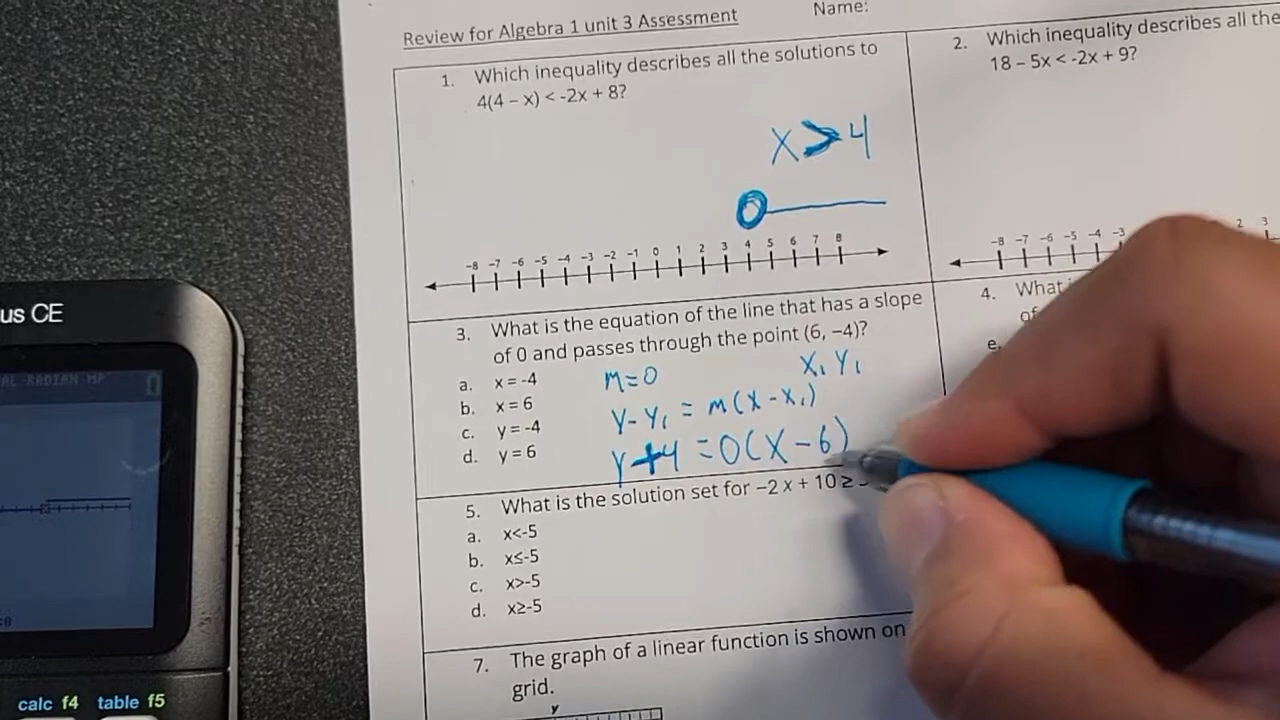 Review for Algebra 1 unit 3 Assessment
Name:
1. Which inequality describes all the solutions to
4(4 – x) < -2x + 8?
x > 4
-8 -7 -6 -5 -4 -3 -2 -1 0 1 2 3 4 5 6 7 8
2. Which inequality describes all the
18 – 5x < -2x + 9?
-8 -7 -6 -5 -4 -3 2 3
3. What is the equation of the line that has a slope
of 0 and passes through the point (6, −4)?
a. x = -4
b. x = 6
c. y = -4
d. y = 6
m=0
x₁ y₁
y-y₁ = m(x-x₁)
y+4 = 0(x-6)
4. What
of
e.
5. What is the solution set for −2 x + 10 ≥
a. x<-5
b. x≤-5
c. x>-5
d. x≥-5
7. The graph of a linear function is shown on
grid.
y
us CE
RADIAN MP
calc f4 table f5